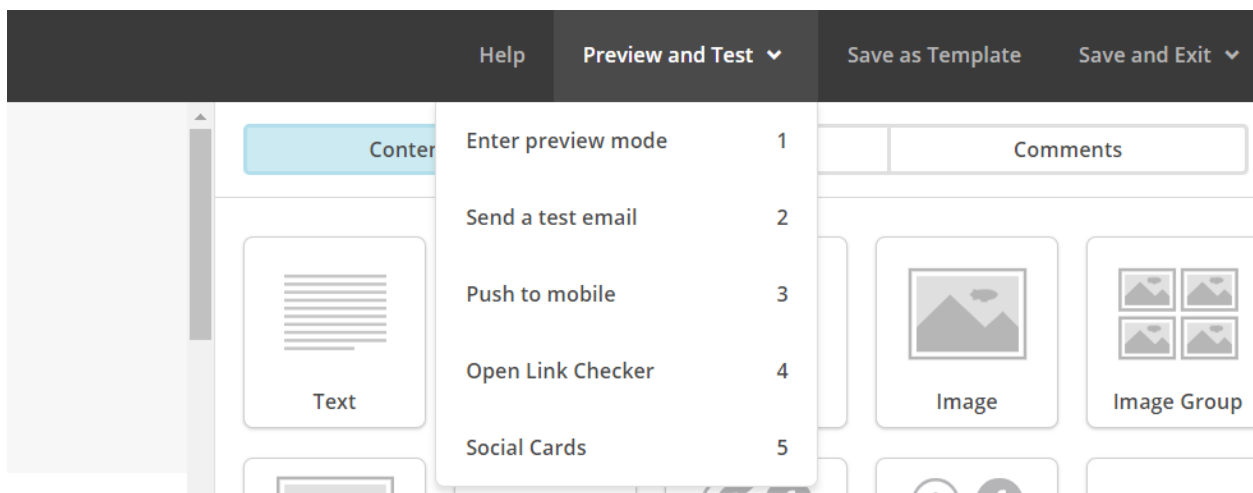 Help Preview and Test Save as Template Save and Exit
Conten Comments
Enter preview mode 1
Send a test email 2
Push to mobile 3
Open Link Checker 4
Social Cards 5
Text Image Image Group